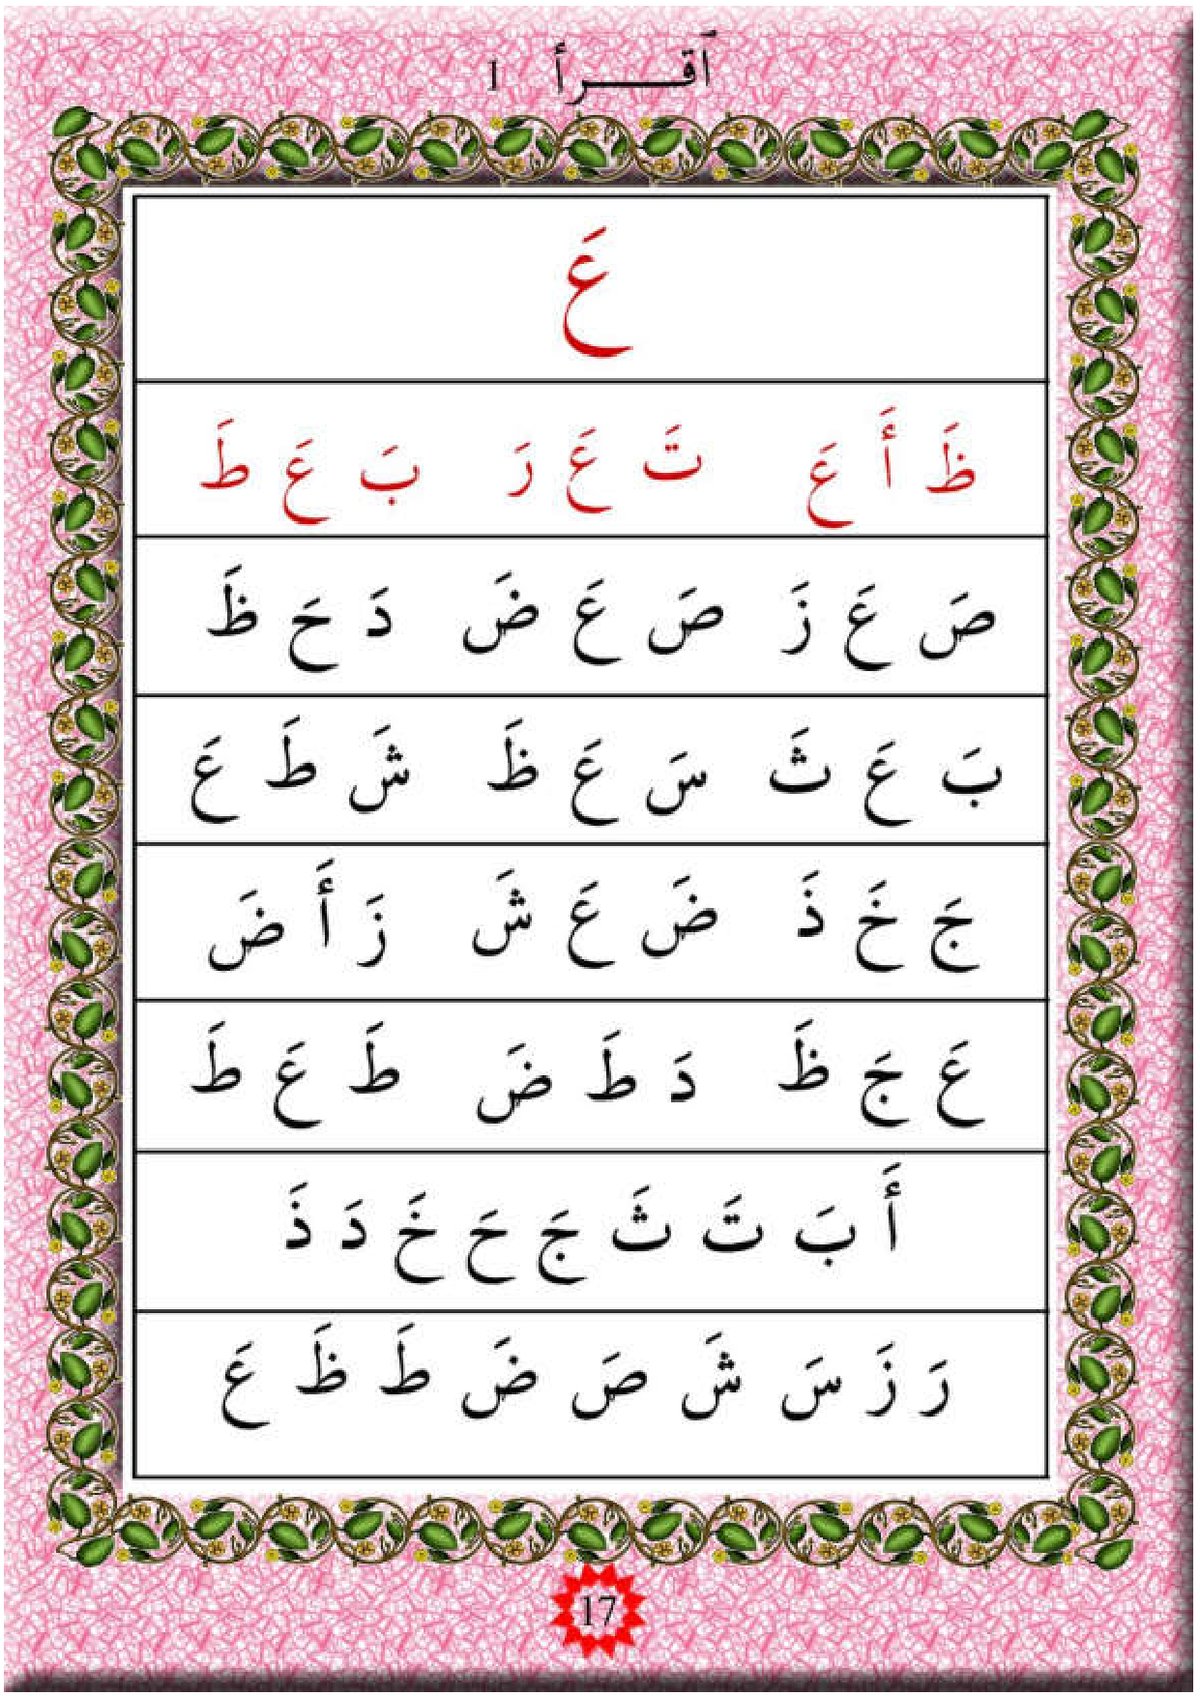 اَقــــرأ 1
عَ
ظَ أَ عَ تَ عَ رَ بَ عَ طَ
صَ عَ زَ صَ عَ ضَ دَ حَ ظَ
بَ عَ ثَ سَ عَ ظَ شَ طَ عَ
جَ خَ ذَ ضَ عَ شَ زَ أَ ضَ
عَ جَ ظَ دَ طَ ضَ طَ عَ طَ
أَ بَ تَ ثَ جَ حَ خَ دَ ذَ
رَ زَ سَ شَ صَ ضَ طَ ظَ عَ
17